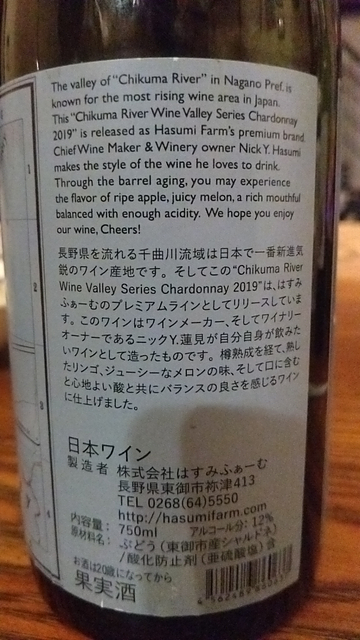 The valley of "Chikuma River" in Nagano Pref. is
known for the most rising wine area in Japan.
This "Chikuma River Wine Valley Series Chardonnay
2019" is released as Hasumi Farm's premium brand.
Chief Wine Maker & Winery owner Nick Y. Hasumi
makes the style of the wine he loves to drink.
Through the barrel aging, you may experience
the flavor of ripe apple, juicy melon, a rich mouthful
balanced with enough acidity. We hope you enjoy
our wine, Cheers!
長野県を流れる千曲川流域は日本で一番新進気
鋭のワイン産地です。そしてこの"Chikuma River
Wine Valley Series Chardonnay 2019"は、はすみ
ふぁーむのプレミアムラインとしてリリースしていま
す。このワインはワインメーカー、そしてワイナリー
オーナーであるニックY.蓮見が自分自身が飲みた
いワインとして造ったものです。樽熟成を経て、熟し
たリンゴ、ジューシーなメロンの味、そして口に含む
と心地よい酸と共にバランスの良さを感じるワイン
に仕上げました。
日本ワイン
製造者 株式会社はすみふぁーむ
長野県東御市祢津413
TEL 0268(64)5550
http://hasumifarm.com
内容量: 750ml アルコール分: 12%
原材料名: ぶどう(東御市産シャルドネ)
/酸化防止剤(亜硫酸塩)含
お酒は20歳になってから
果実酒